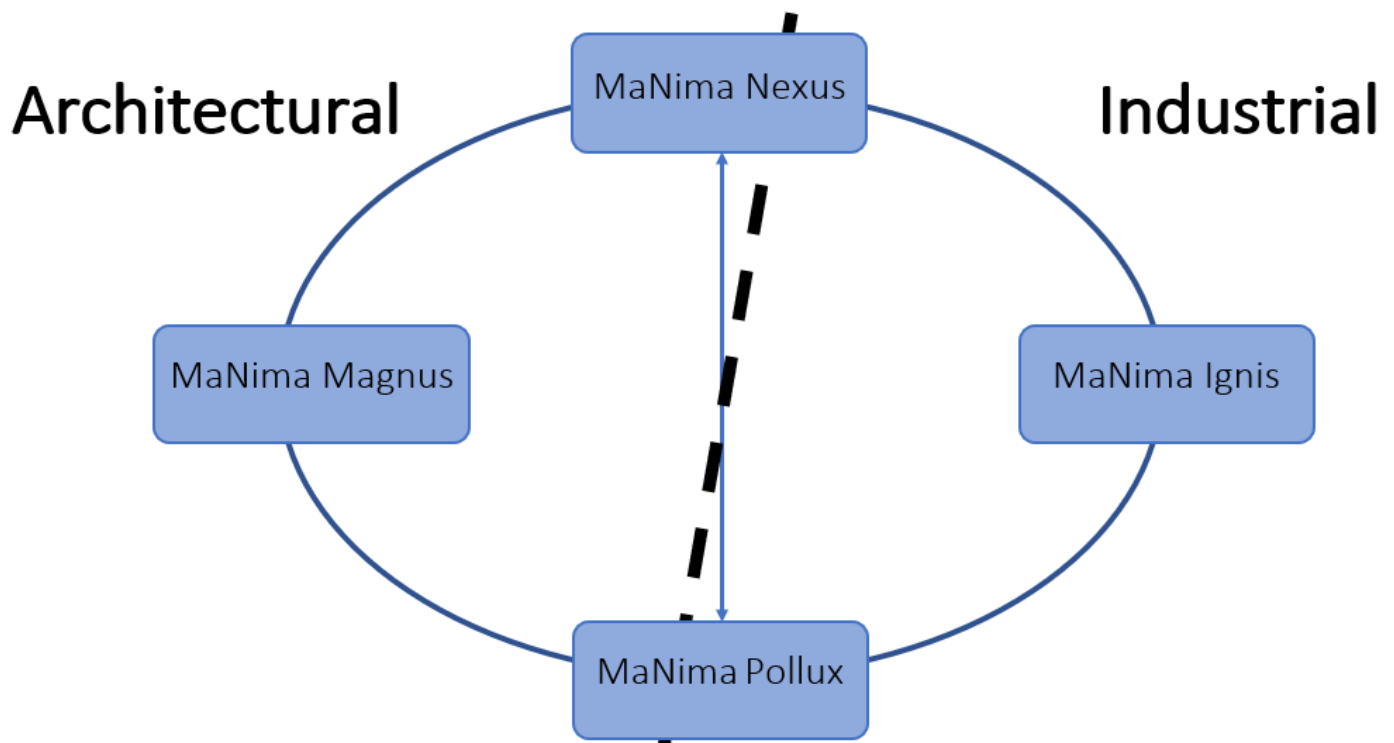 MaNima Nexus
Architectural
Industrial
MaNima Magnus
MaNima Ignis
MaNima Pollux